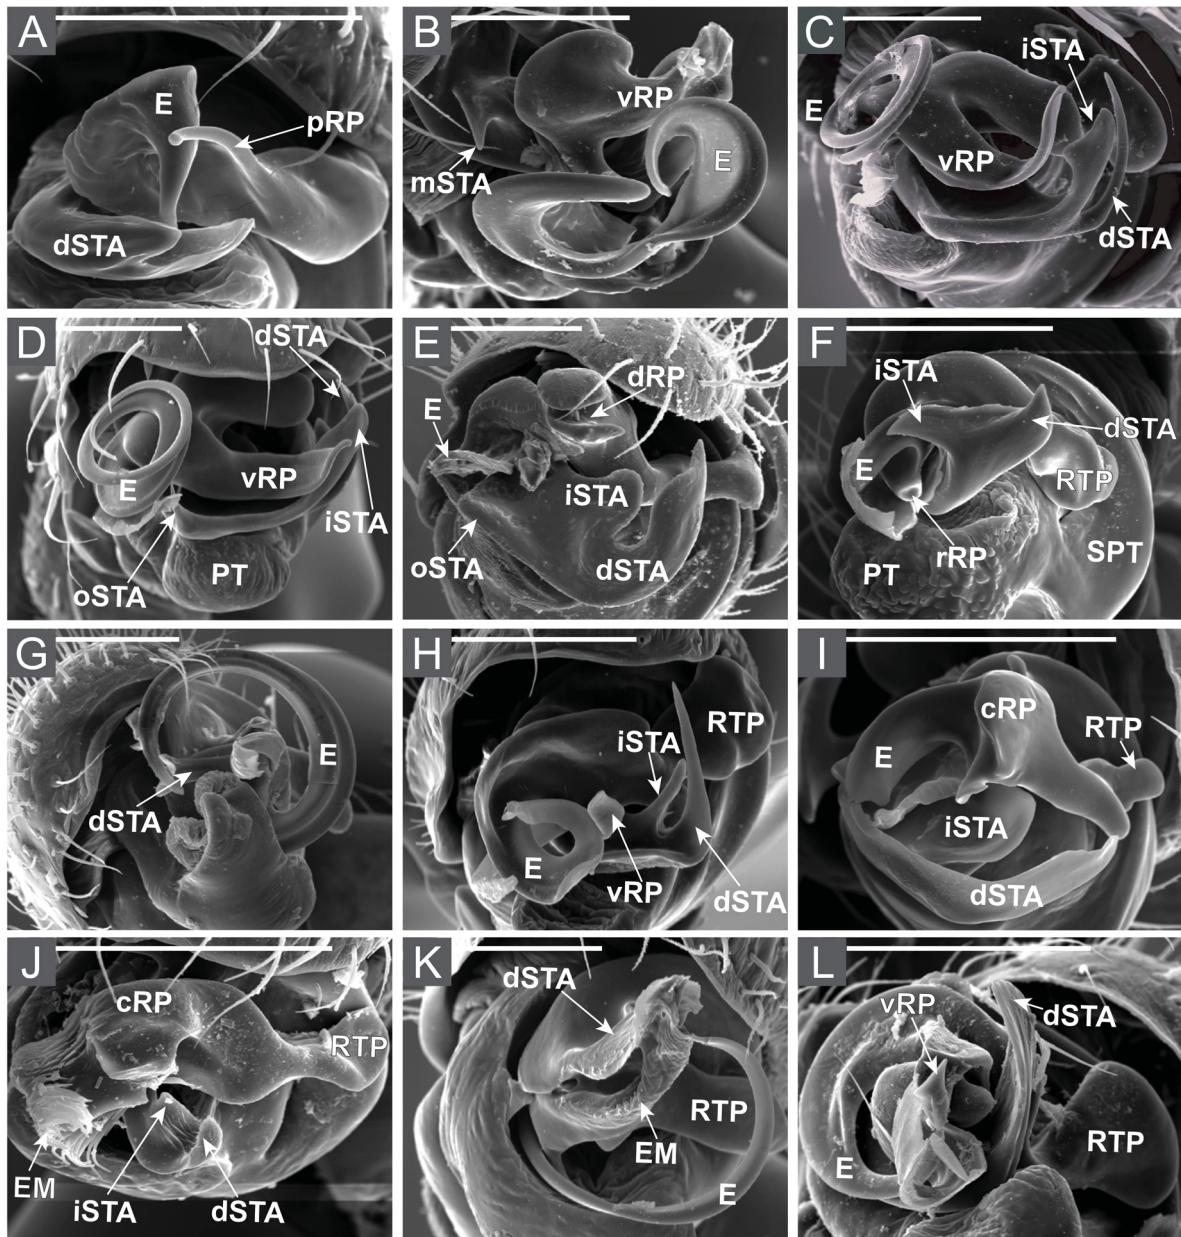 A
E
pRP
dSTA
B
vRP
mSTA
E
C
iSTA
E
vRP
dSTA
D
dSTA
E
vRP
iSTA
oSTA
PT
E
dRP
E
iSTA
oSTA
dSTA
F
iSTA
dSTA
E
RTP
rRP
PT
SPT
G
E
dSTA
H
RTP
iSTA
E
vRP
dSTA
I
cRP
RTP
E
iSTA
dSTA
J
cRP
RTP
EM
iSTA
dSTA
K
dSTA
RTP
EM
E
L
vRP
dSTA
RTP
E